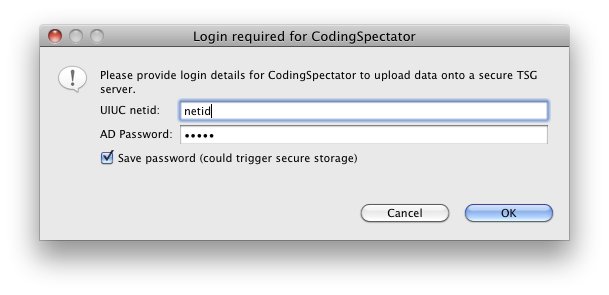 Login required for CodingSpectator
Please provide login details for CodingSpectator to upload data onto a secure TSG
server.
UIUC netid: netid
AD Password: •••••
Save password (could trigger secure storage)
Cancel OK